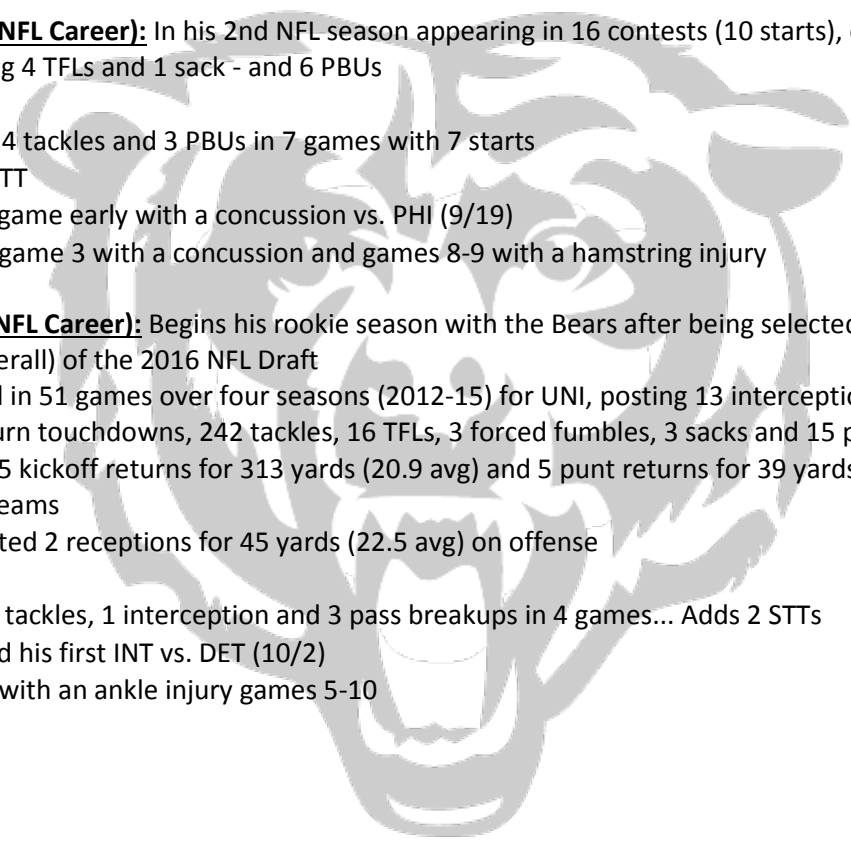 NFL Career): In his 2nd NFL season appearing in 16 contests (10 starts),
g 4 TFLs and 1 sack - and 6 PBUs
4 tackles and 3 PBUs in 7 games with 7 starts
TT
game early with a concussion vs. PHI (9/19)
game 3 with a concussion and games 8-9 with a hamstring injury
NFL Career): Begins his rookie season with the Bears after being selected
erall) of the 2016 NFL Draft
in 51 games over four seasons (2012-15) for UNI, posting 13 interceptio
urn touchdowns, 242 tackles, 16 TFLs, 3 forced fumbles, 3 sacks and 15 p
5 kickoff returns for 313 yards (20.9 avg) and 5 punt returns for 39 yards
eams
ted 2 receptions for 45 yards (22.5 avg) on offense
tackles, 1 interception and 3 pass breakups in 4 games... Adds 2 STTs
d his first INT vs. DET (10/2)
with an ankle injury games 5-10